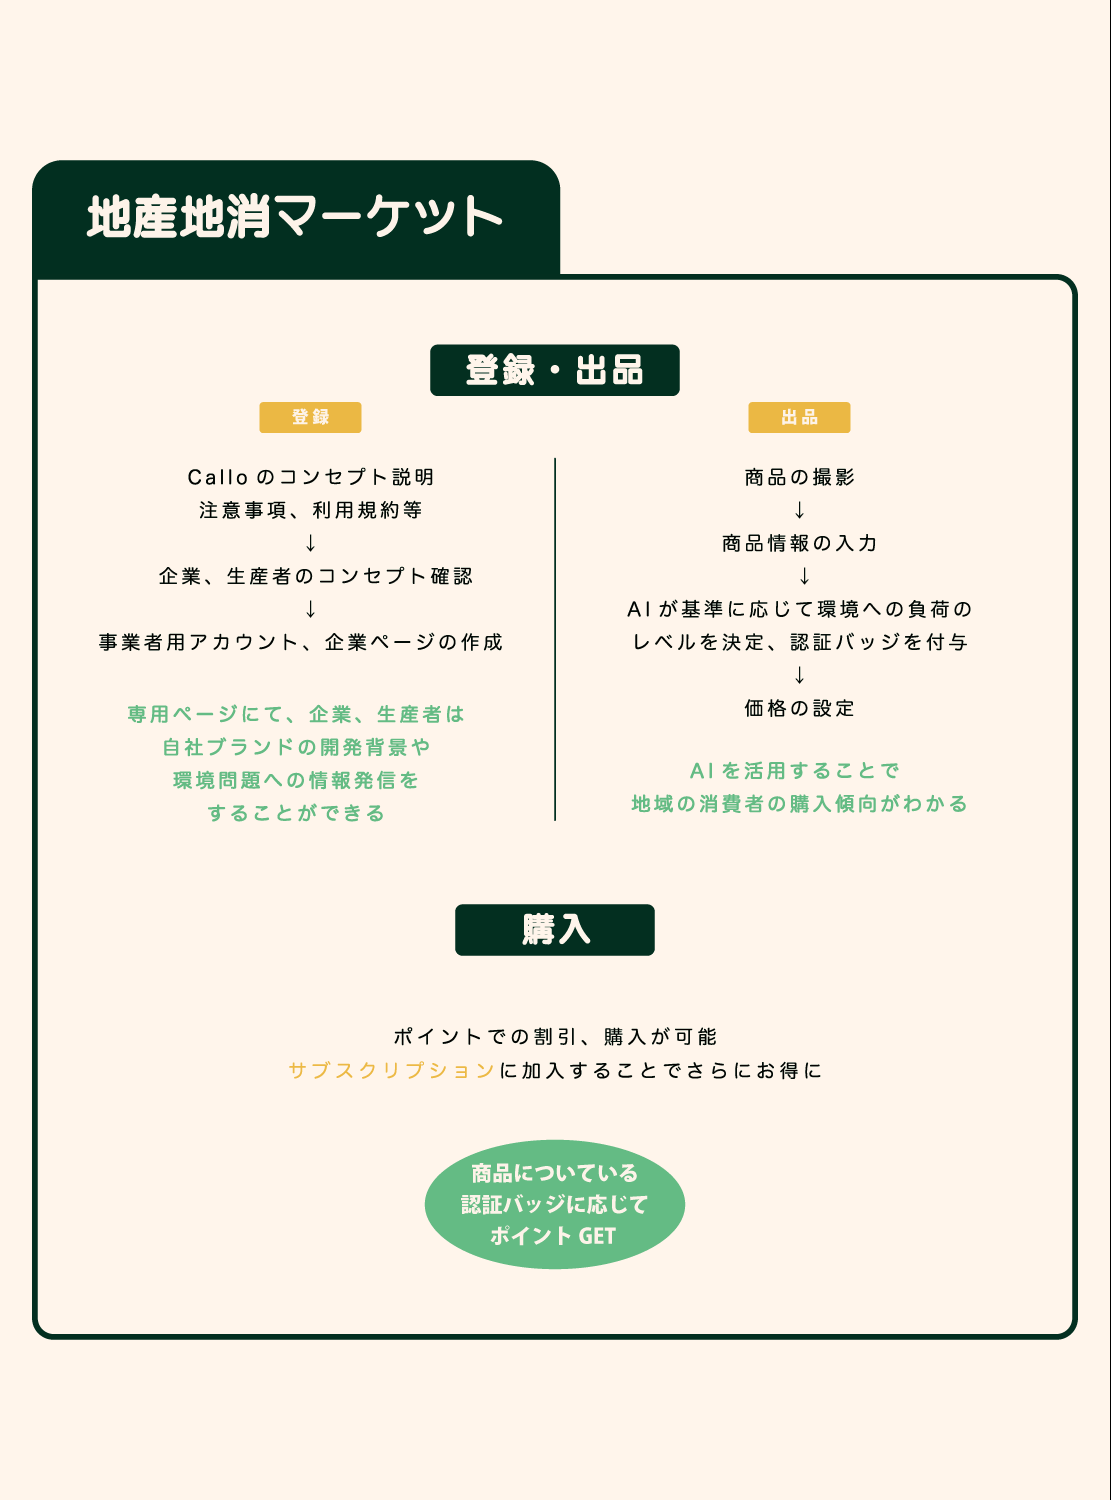 地産地消マーケット
登録・出品
登録
Callo のコンセプト説明
注意事項、利用規約等
↓
企業、生産者のコンセプト確認
↓
事業者用アカウント、企業ページの作成
専用ページにて、企業、生産者は
自社ブランドの開発背景や
環境問題への情報発信を
することができる
出品
商品の撮影
↓
商品情報の入力
↓
AI が基準に応じて環境への負荷の
レベルを決定、認証バッジを付与
↓
価格の設定
AI を活用することで
地域の消費者の購入傾向がわかる
購入
ポイントでの割引、購入が可能
サブスクリプションに加入することでさらにお得に
商品についている
認証バッジに応じて
ポイント GET